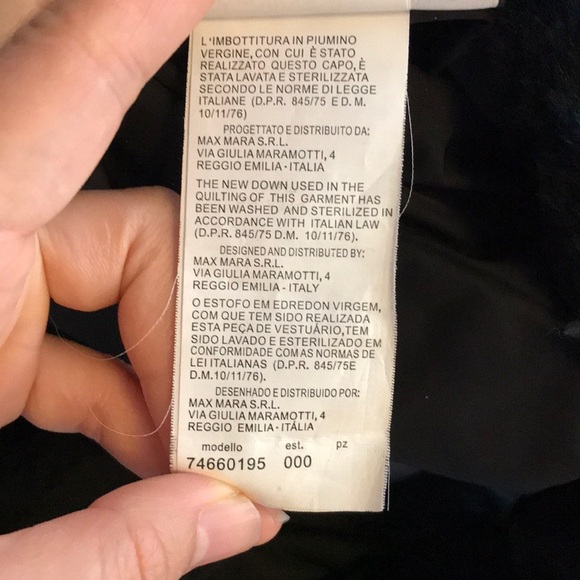 L'IMBOTTITURA IN PIUMINO
VERGINE, CON CUI È STATO
REALIZZATO QUESTO CAPO, È
STATA LAVATA E STERILIZZATA
SECONDO LE NORME DI LEGGE
ITALIANE (D.P.R. 845/75 E D. M.
10/11/76)
PROGETTATO E DISTRIBUITO DA:
MAX MARA S.R.L.
VIA GIULIA MARAMOTTI, 4
REGGIO EMILIA - ITALIA
THE NEW DOWN USED IN THE
QUILTING OF THIS GARMENT HAS
BEEN WASHED AND STERILIZED IN
ACCORDANCE WITH ITALIAN LAW
(D.P.R. 845/75 D.M. 10/11/76).
DESIGNED AND DISTRIBUTED BY:
MAX MARA S.R.L.
VIA GIULIA MARAMOTTI, 4
REGGIO EMILIA - ITALY
O ESTOFO EM EDREDON VIRGEM,
COM QUE TEM SIDO REALIZADA
ESTA PEÇA DE VESTUÁRIO, TEM
SIDO LAVADO E ESTERILIZADO EM
CONFORMIDADE COM AS NORMAS DE
LEI ITALIANAS (D.P.R. 845/75E
D.M.10/11/76).
DESENHADO E DISTRIBUIDO POR:
MAX MARA S.R.L.
VIA GIULIA MARAMOTTI, 4
REGGIO EMILIA - ITÁLIA
modello est. pz
74660195 000